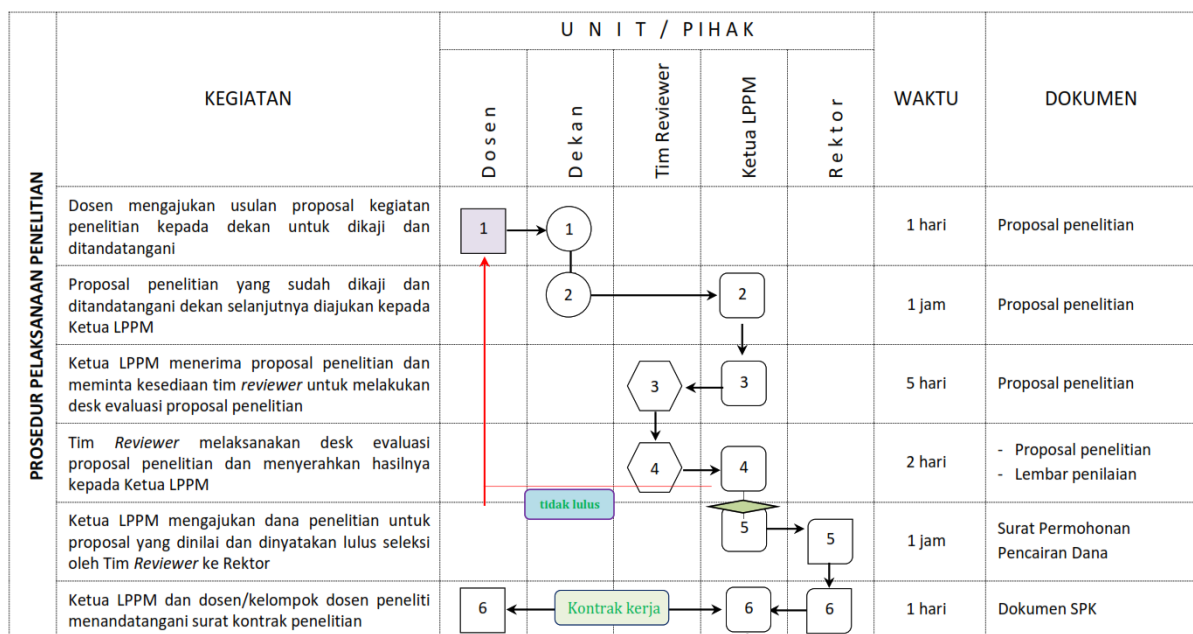 PROSEDUR PELAKSANAAN PENELITIAN
KEGIATAN
U N I T / PIHAK
WAKTU
DOKUMEN
D o s e n
D e k a n
Tim Reviewer
Ketua LPPM
R e k t o r
Dosen mengajukan usulan proposal kegiatan
penelitian kepada dekan untuk dikaji dan
ditandatangani
1
1
1 hari
Proposal penelitian
Proposal penelitian yang sudah dikaji dan
ditandatangani dekan selanjutnya diajukan kepada
Ketua LPPM
2
2
1 jam
Proposal penelitian
Ketua LPPM menerima proposal penelitian dan
meminta kesediaan tim reviewer untuk melakukan
desk evaluasi proposal penelitian
3
3
5 hari
Proposal penelitian
Tim Reviewer melaksanakan desk evaluasi
proposal penelitian dan menyerahkan hasilnya
kepada Ketua LPPM
4
4
2 hari
- Proposal penelitian
- Lembar penilaian
tidak lulus
Ketua LPPM mengajukan dana penelitian untuk
proposal yang dinilai dan dinyatakan lulus seleksi
oleh Tim Reviewer ke Rektor
5
5
1 jam
Surat Permohonan
Pencairan Dana
Ketua LPPM dan dosen/kelompok dosen peneliti
menandatangani surat kontrak penelitian
6
Kontrak kerja
6
6
1 hari
Dokumen SPK